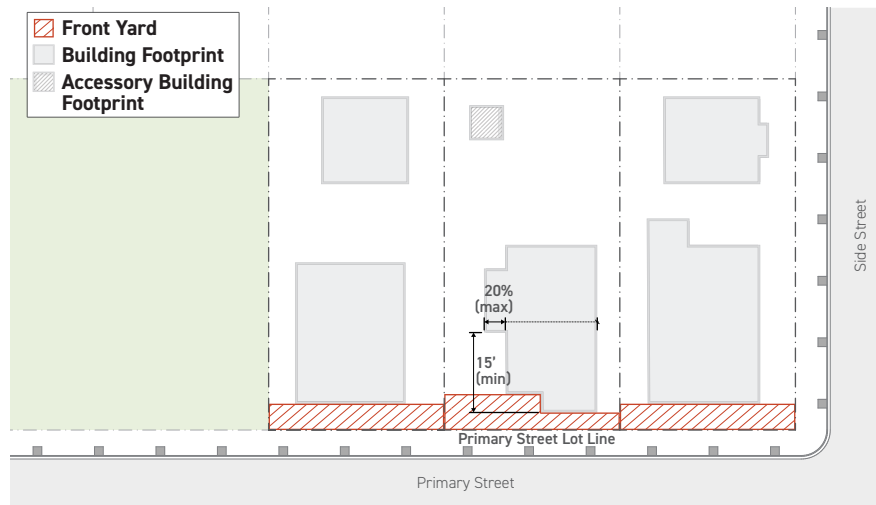 Front Yard
Building Footprint
Accessory Building
Footprint
20%
(max)
15’
(min)
Primary Street Lot Line
Primary Street
Side Street